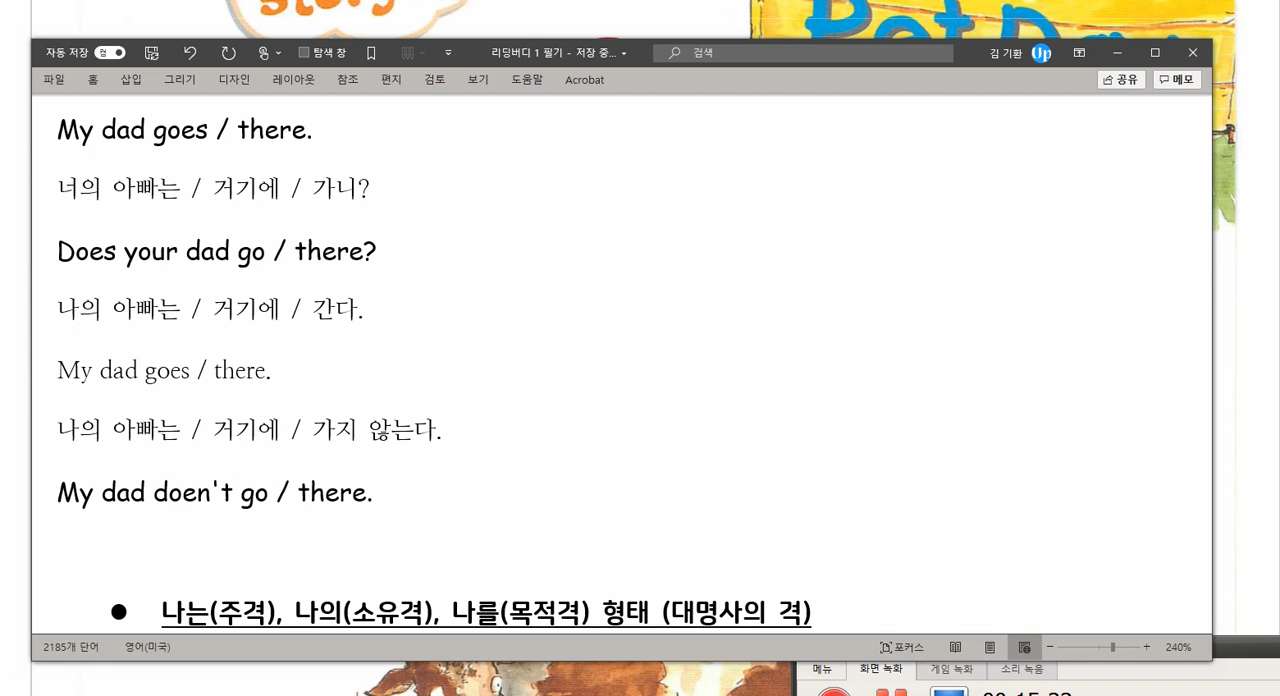 story
자동 저장 탐색 창 리딩버디 1 필기 - 저장 중... 검색 김 기환 Up
파일 홈 삽입 그리기 디자인 레이아웃 참조 편지 검토 보기 도움말 Acrobat 공유 메모
My dad goes / there.
너의 아빠는 / 거기에 / 가니?
Does your dad go / there?
나의 아빠는 / 거기에 / 간다.
My dad goes / there.
나의 아빠는 / 거기에 / 가지 않는다.
My dad doen't go / there.
● 나는(주격), 나의(소유격), 나를(목적격) 형태 (대명사의 격)
2185개 단어 영어(미국) 포커스 240%
메뉴 화면 녹화 게임 녹화 소리 녹음